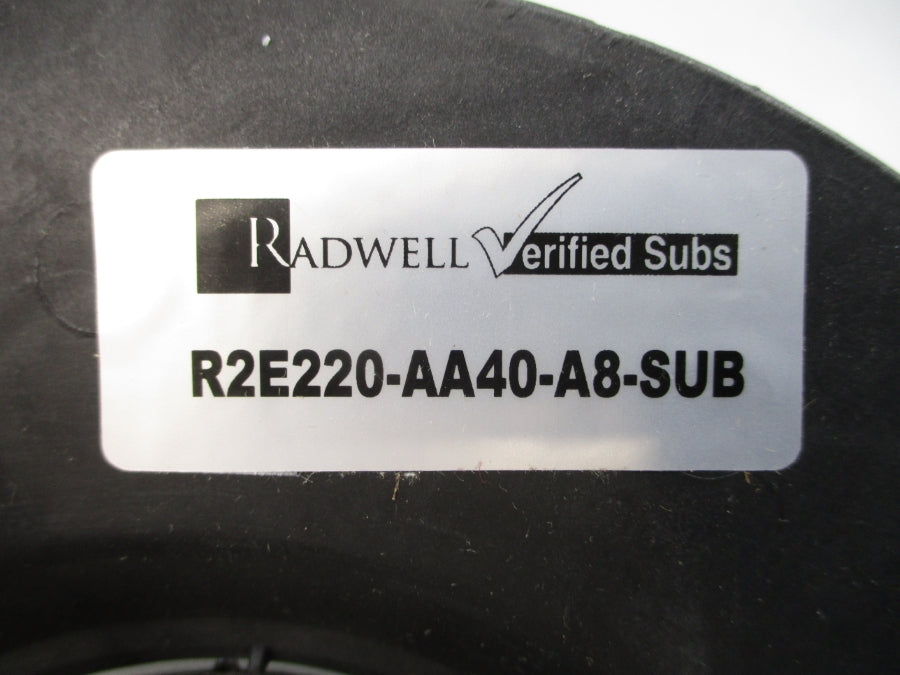 RADWELL Verified Subs
R2E220-AA40-A8-SUB